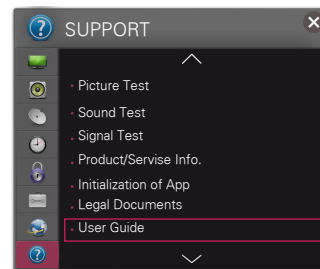 SUPPORT
• Picture Test
• Sound Test
• Signal Test
• Product/Servise Info.
• Initialization of App
• Legal Documents
• User Guide